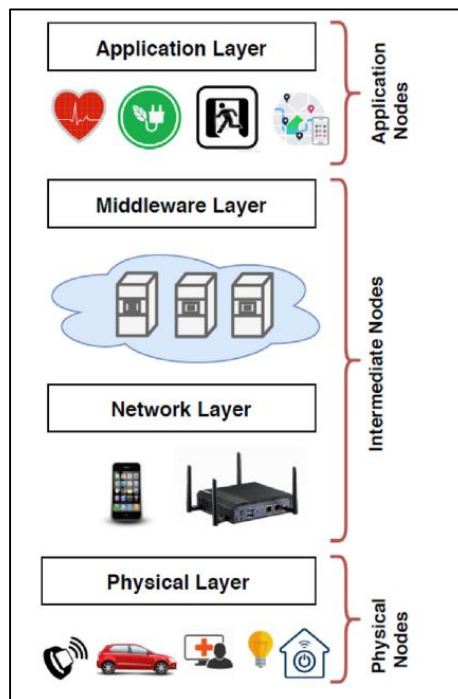 Application Layer
Application
Nodes
Middleware Layer
Intermediate Nodes
Network Layer
Physical Layer
Physical
Nodes